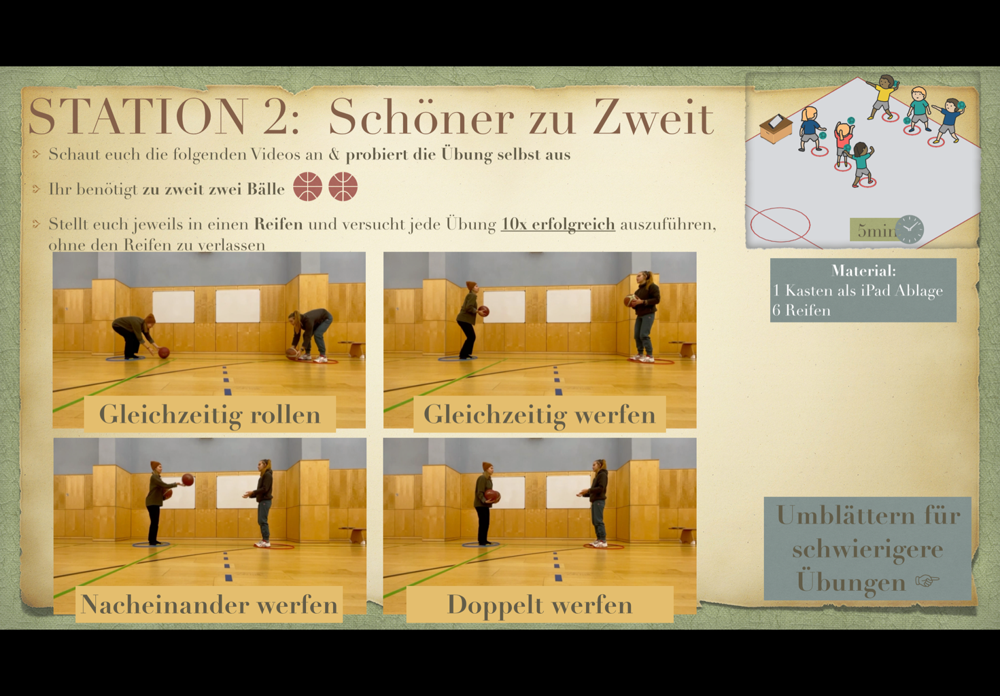 STATION 2: Schöner zu Zweit
Schaut euch die folgenden Videos an & probiert die Übung selbst aus
Ihr benötigt zu zweit zwei Bälle
Stellt euch jeweils in einen Reifen und versucht jede Übung 10x erfolgreich auszuführen,
ohne den Reifen zu verlassen
5min
Material:
1 Kasten als iPad Ablage
6 Reifen
Gleichzeitig rollen
Gleichzeitig werfen
Nacheinander werfen
Doppelt werfen
Umblättern für
schwierigere
Übungen